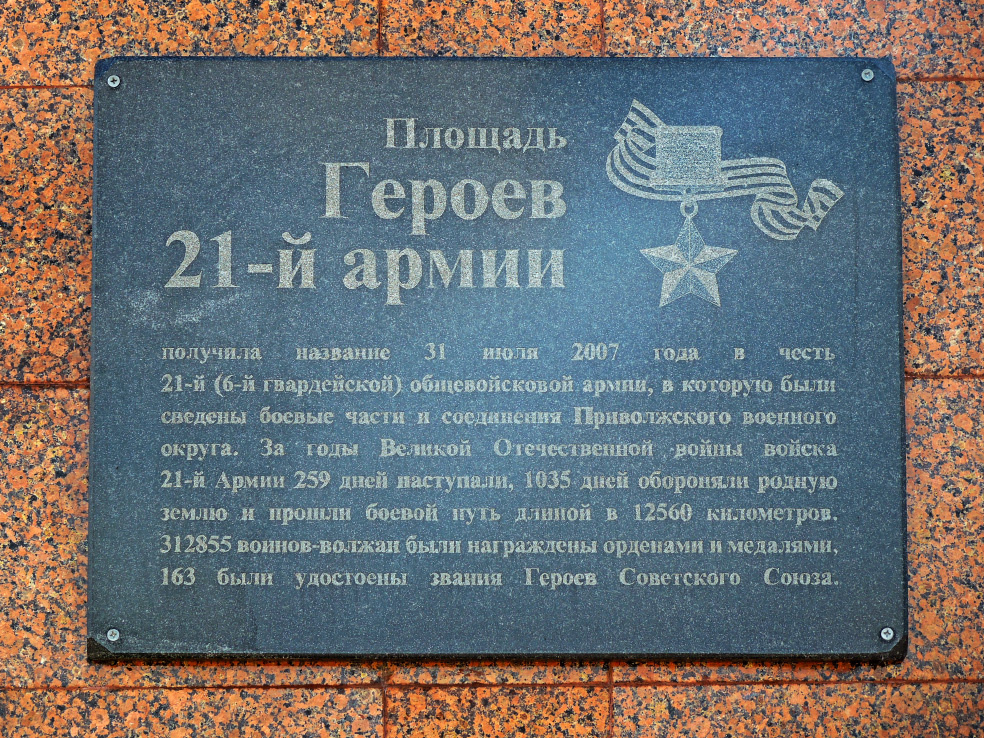 Площадь
Героев
21-й армии
получила название 31 июля 2007 года в честь
21-й (6-й гвардейской) общевойсковой армии, в которую были
сведены боевые части и соединения Приволжского военного
округа. За годы Великой Отечественной войны войска
21-й Армии 259 дней наступали, 1035 дней обороняли родную
землю и прошли боевой путь длиной в 12560 километров.
312855 воинов-волжан были награждены орденами и медалями,
163 были удостоены звания Героев Советского Союза.